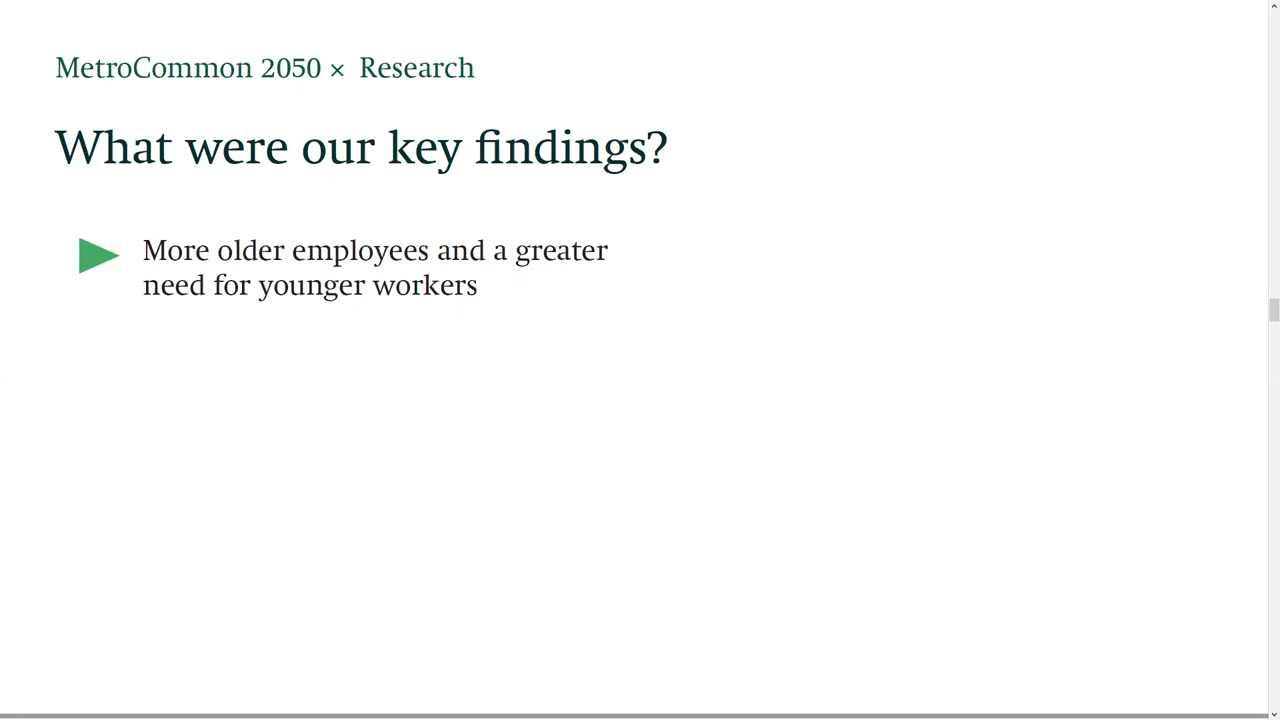 MetroCommon 2050 × Research
What were our key findings?
More older employees and a greater
need for younger workers